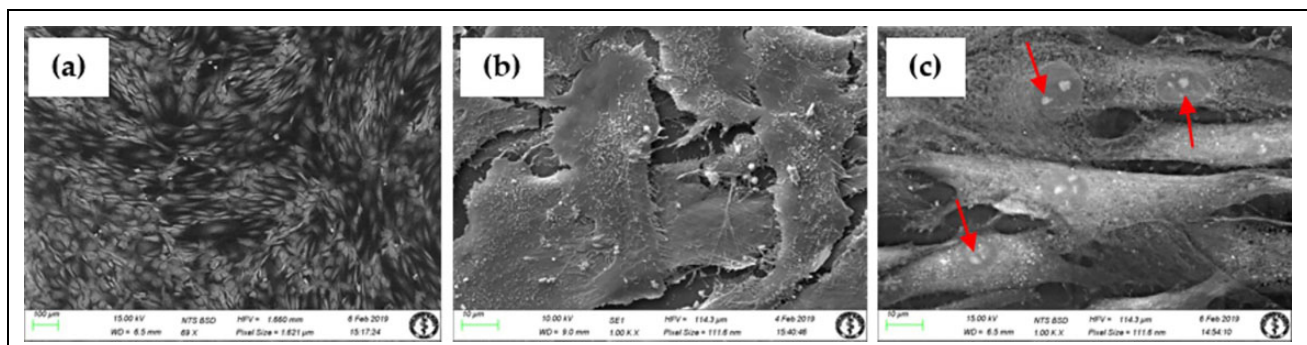 (a)
100 µm
15.00 kV
WD = 6.5 mm
NTS BSD
69 X
HFV = 1.660 mm
Pixel Size = 1.621 µm
6 Feb 2019
15:17:24
(b)
10 µm
10.00 kV
WD = 9.0 mm
SE1
1.00 K X
HFV = 114.3 µm
Pixel Size = 111.6 nm
4 Feb 2019
15:40:46
(c)
10 µm
15.00 kV
WD = 6.5 mm
NTS BSD
1.00 K X
HFV = 114.3 µm
Pixel Size = 111.6 nm
6 Feb 2019
14:54:10